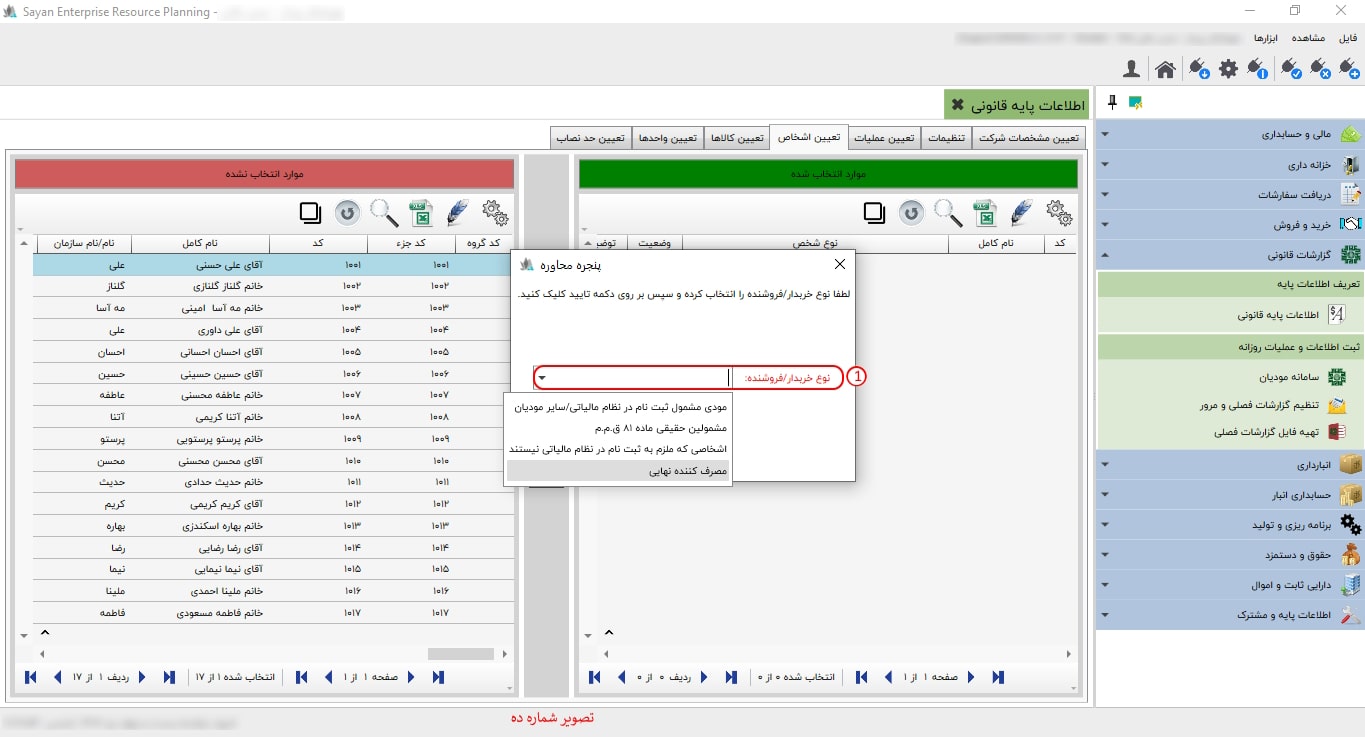 Sayan Enterprise Resource Planning -
فایل مشاهده ابزارها
اطلاعات پایه قانونی
تعیین مشخصات شرکت تنظیمات تعیین عملیات تعیین اشخاص تعیین کالاها تعیین واحدها تعیین حد نصاب
مالی و حسابداری
خزانه داری
دریافت سفارشات
خرید و فروش
گزارشات قانونی
تعریف اطلاعات پایه
اطلاعات پایه قانونی
ثبت اطلاعات و عملیات روزانه
سامانه مودیان
تنظیم گزارشات فصلی و مرور
تهیه فایل گزارشات فصلی
انبارداری
حسابداری انبار
برنامه ریزی و تولید
حقوق و دستمزد
دارایی ثابت و اموال
اطلاعات پایه و مشترک
موارد انتخاب شده
کد نام کامل نوع شخص وضعیت توضی
صفحه ۱ از ۱ انتخاب شده ۰ از ۰ ردیف ۰ از ۰
پنجره محاوره
لطفا نوع خریدار/فروشنده را انتخاب کرده و سپس بر روی دکمه تایید کلیک کنید.
1 نوع خریدار/فروشنده:
مودی مشمول ثبت نام در نظام مالیاتی/سایر مودیان
مشمولین حقیقی ماده ۸۱ ق.م.م
اشخاصی که ملزم به ثبت نام در نظام مالیاتی نیستند
مصرف کننده نهایی
موارد انتخاب نشده
کد گروه کد جزء کد نام کامل نام/نام سازمان
۱۰۰۱ ۱۰۰۱ آقای علی حسنی علی
۱۰۰۲ ۱۰۰۲ خانم گلناز گلنازی گلناز
۱۰۰۳ ۱۰۰۳ خانم مه آسا امینی مه آسا
۱۰۰۴ ۱۰۰۴ آقای علی داوری علی
۱۰۰۵ ۱۰۰۵ آقای احسان احسانی احسان
۱۰۰۶ ۱۰۰۶ آقای حسین حسینی حسین
۱۰۰۷ ۱۰۰۷ خانم عاطفه محسنی عاطفه
۱۰۰۸ ۱۰۰۸ خانم آتنا کریمی آتنا
۱۰۰۹ ۱۰۰۹ خانم پرستو پرستویی پرستو
۱۰۱۰ ۱۰۱۰ آقای محسن محسنی محسن
۱۰۱۱ ۱۰۱۱ خانم حدیث حدادی حدیث
۱۰۱۲ ۱۰۱۲ آقای کریم کریمی کریم
۱۰۱۳ ۱۰۱۳ خانم بهاره اسکندزی بهاره
۱۰۱۴ ۱۰۱۴ آقای رضا رضایی رضا
۱۰۱۵ ۱۰۱۵ آقای نیما نیمایی نیما
۱۰۱۶ ۱۰۱۶ خانم ملینا احمدی ملینا
۱۰۱۷ ۱۰۱۷ خانم فاطمه مسعودی فاطمه
صفحه ۱ از ۱ انتخاب شده ۱ از ۱۷ ردیف ۱ از ۱۷
تصویر شماره ده